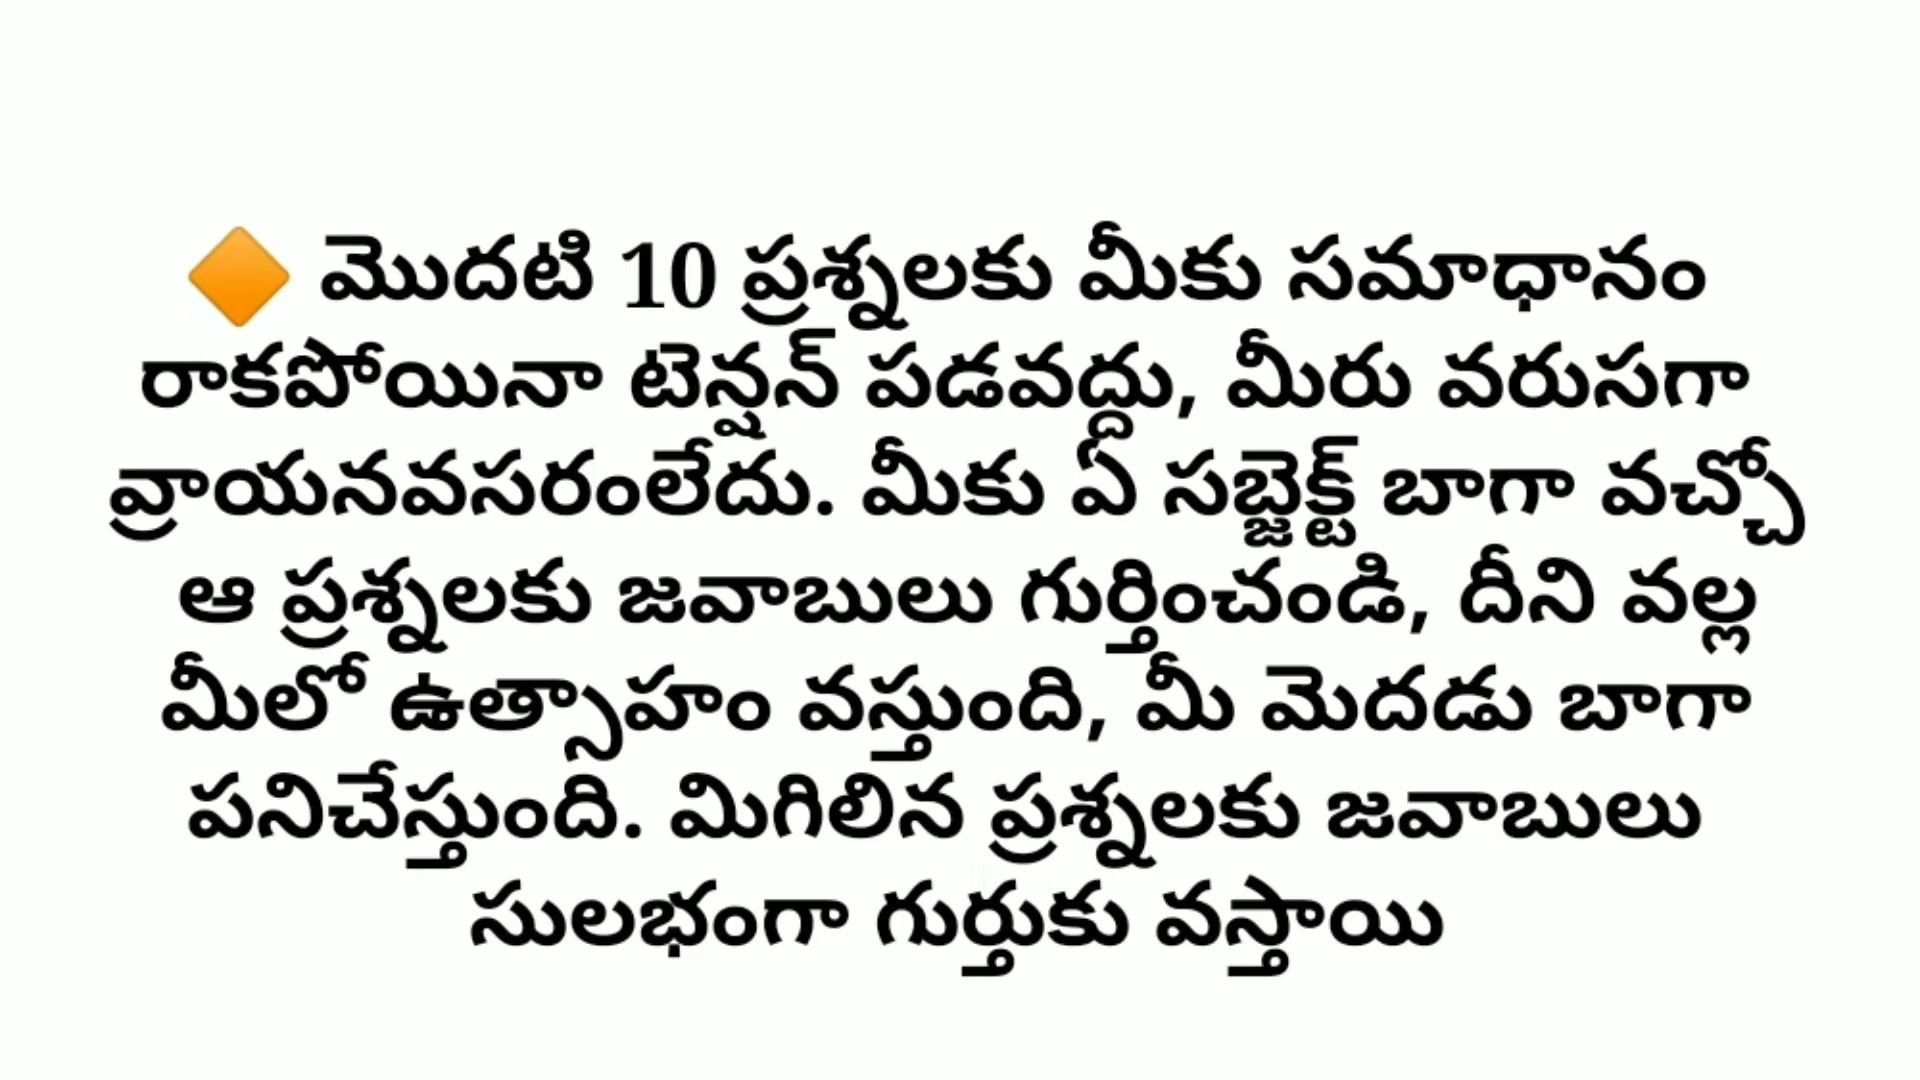 🔶 మొదటి 10 ప్రశ్నలకు మీకు సమాధానం
రాకపోయినా టెన్షన్ పడవద్దు, మీరు వరుసగా
వ్రాయనవసరంలేదు. మీకు ఏ సబ్జెక్ట్ బాగా వచ్చో
ఆ ప్రశ్నలకు జవాబులు గుర్తించండి, దీని వల్ల
మీలో ఉత్సాహం వస్తుంది, మీ మెదడు బాగా
పనిచేస్తుంది. మిగిలిన ప్రశ్నలకు జవాబులు
సులభంగా గుర్తుకు వస్తాయి